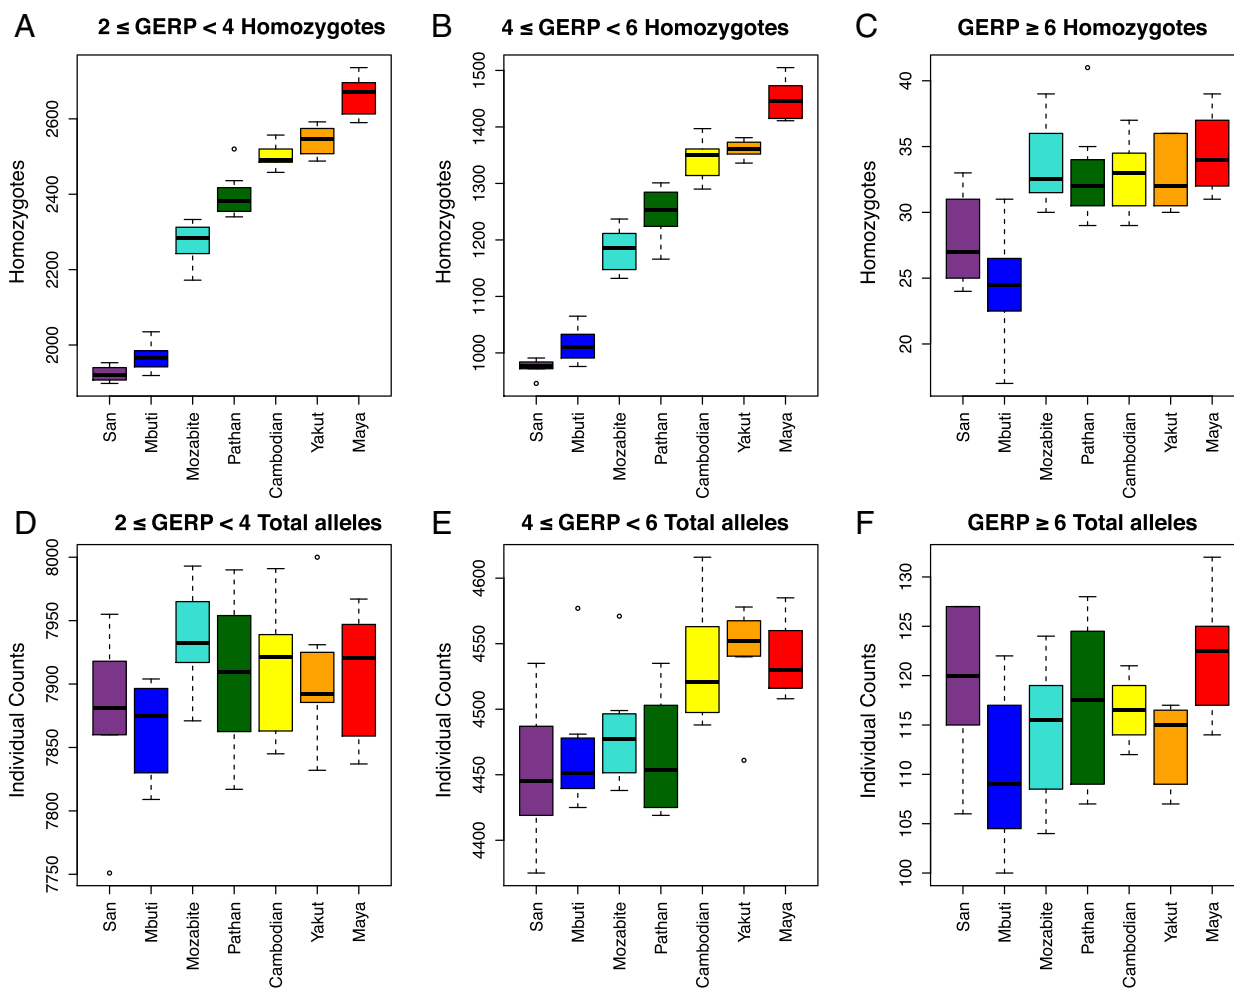 A 2 ≤ GERP < 4 Homozygotes
Homozygotes
2600
2400
2200
2000
San Mbuti Mozabite Pathan Cambodian Yakut Maya
B 4 ≤ GERP < 6 Homozygotes
Homozygotes
1500
1400
1300
1200
1100
1000
San Mbuti Mozabite Pathan Cambodian Yakut Maya
C GERP ≥ 6 Homozygotes
Homozygotes
40
35
30
25
20
San Mbuti Mozabite Pathan Cambodian Yakut Maya
D 2 ≤ GERP < 4 Total alleles
Individual Counts
8000
7950
7900
7850
7800
7750
San Mbuti Mozabite Pathan Cambodian Yakut Maya
E 4 ≤ GERP < 6 Total alleles
Individual Counts
4600
4550
4500
4450
4400
San Mbuti Mozabite Pathan Cambodian Yakut Maya
F GERP ≥ 6 Total alleles
Individual Counts
130
125
120
115
110
105
100
San Mbuti Mozabite Pathan Cambodian Yakut Maya